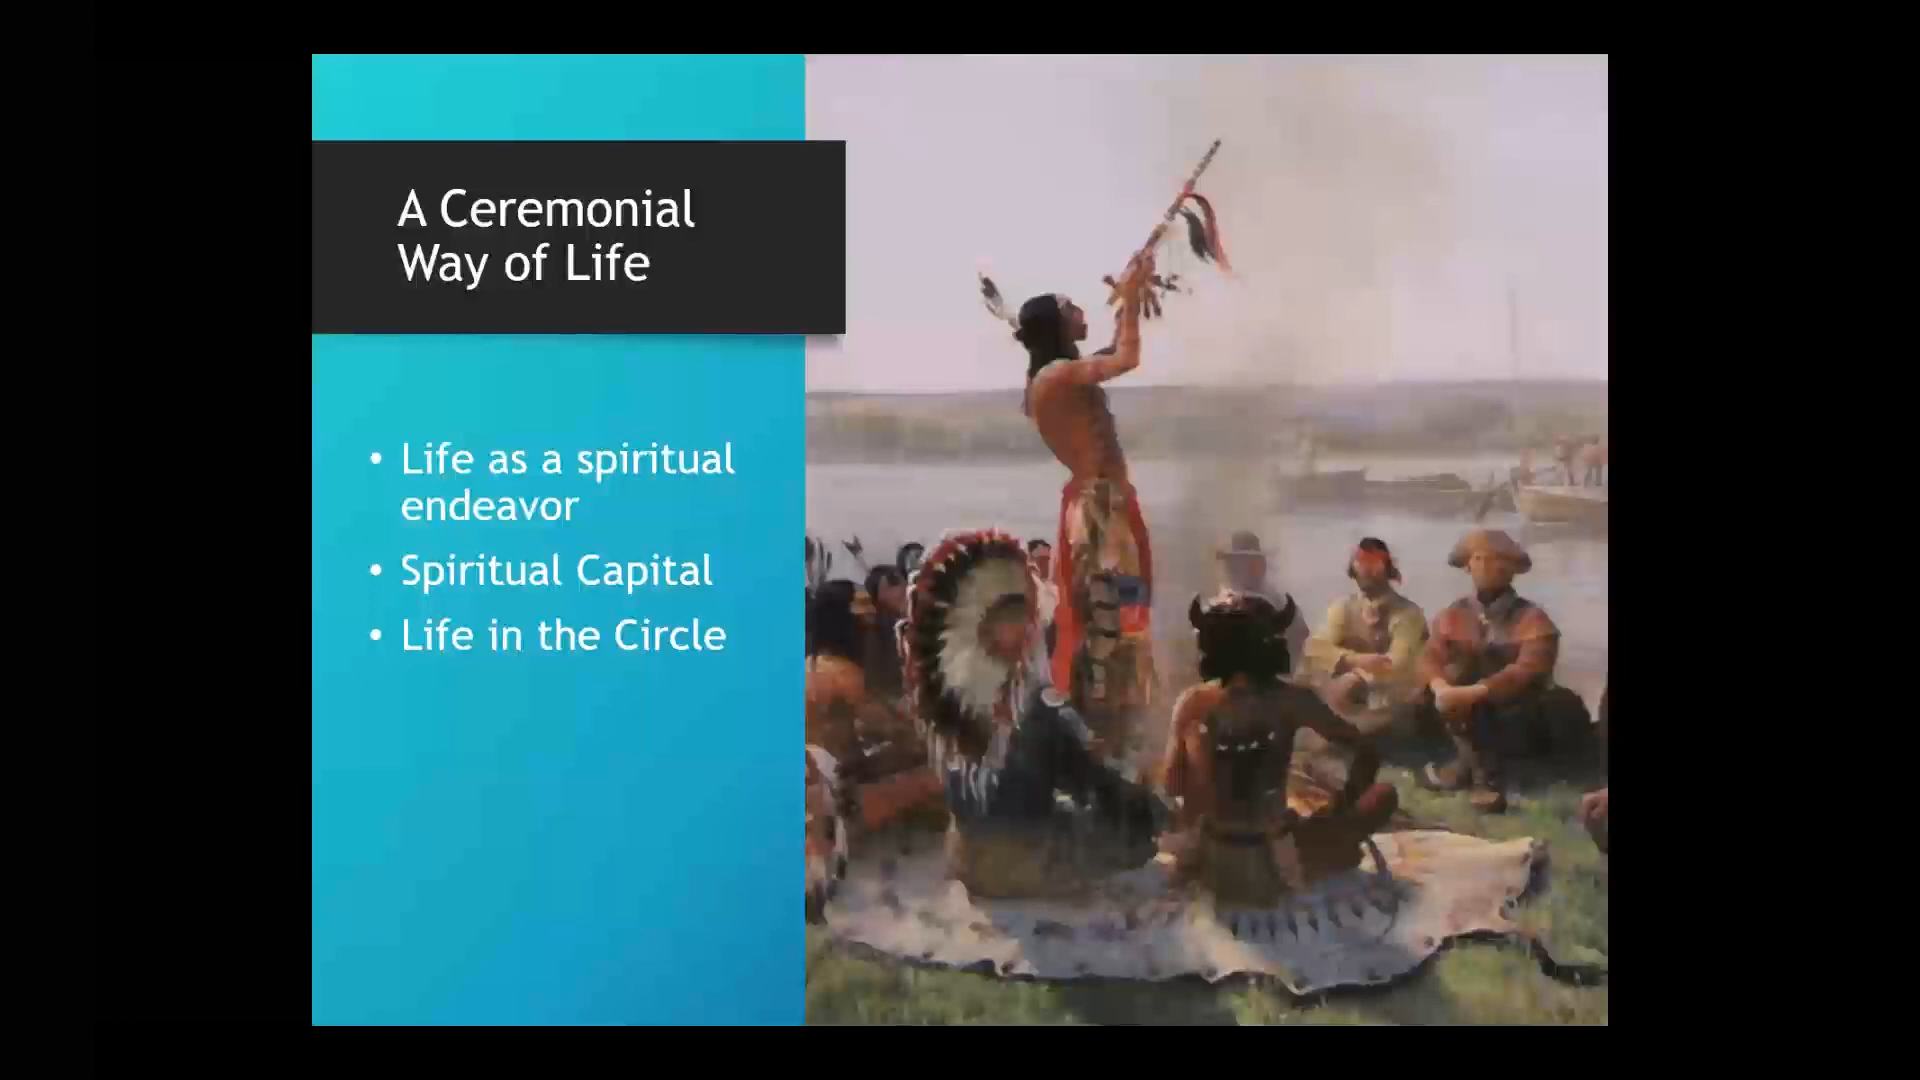 A Ceremonial
Way of Life
• Life as a spiritual
endeavor
• Spiritual Capital
• Life in the Circle